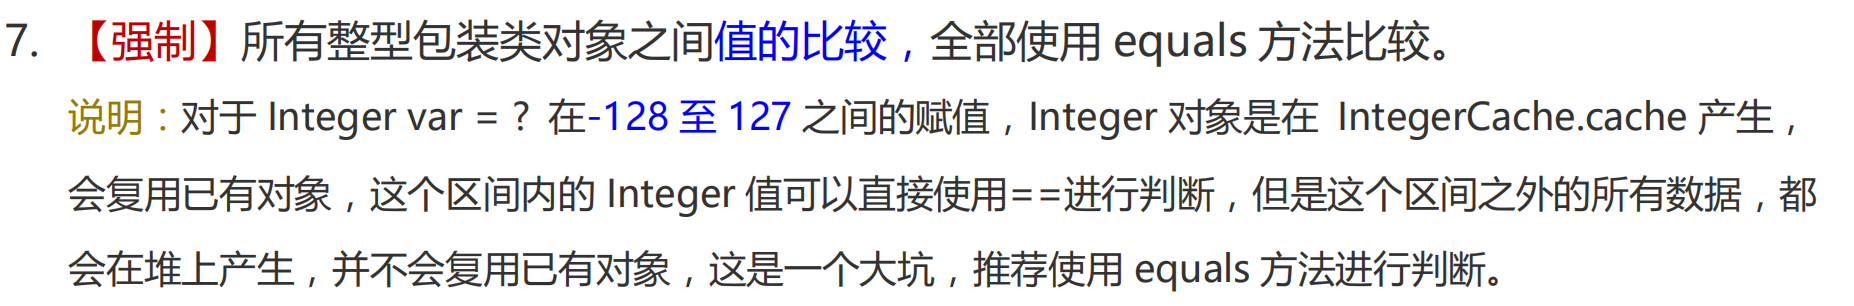 7. 【强制】所有整型包装类对象之间值的比较，全部使用 equals 方法比较。
说明：对于 Integer var = ? 在-128 至 127 之间的赋值，Integer 对象是在 IntegerCache.cache 产生，
会复用已有对象，这个区间内的 Integer 值可以直接使用==进行判断，但是这个区间之外的所有数据，都
会在堆上产生，并不会复用已有对象，这是一个大坑，推荐使用 equals 方法进行判断。